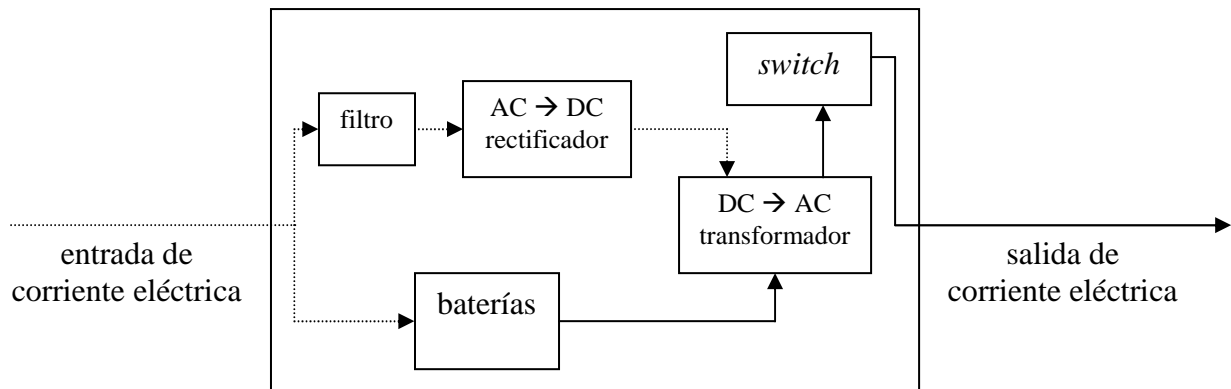 switch
filtro
AC → DC
rectificador
DC → AC
transformador
entrada de
corriente eléctrica
baterías
salida de
corriente eléctrica